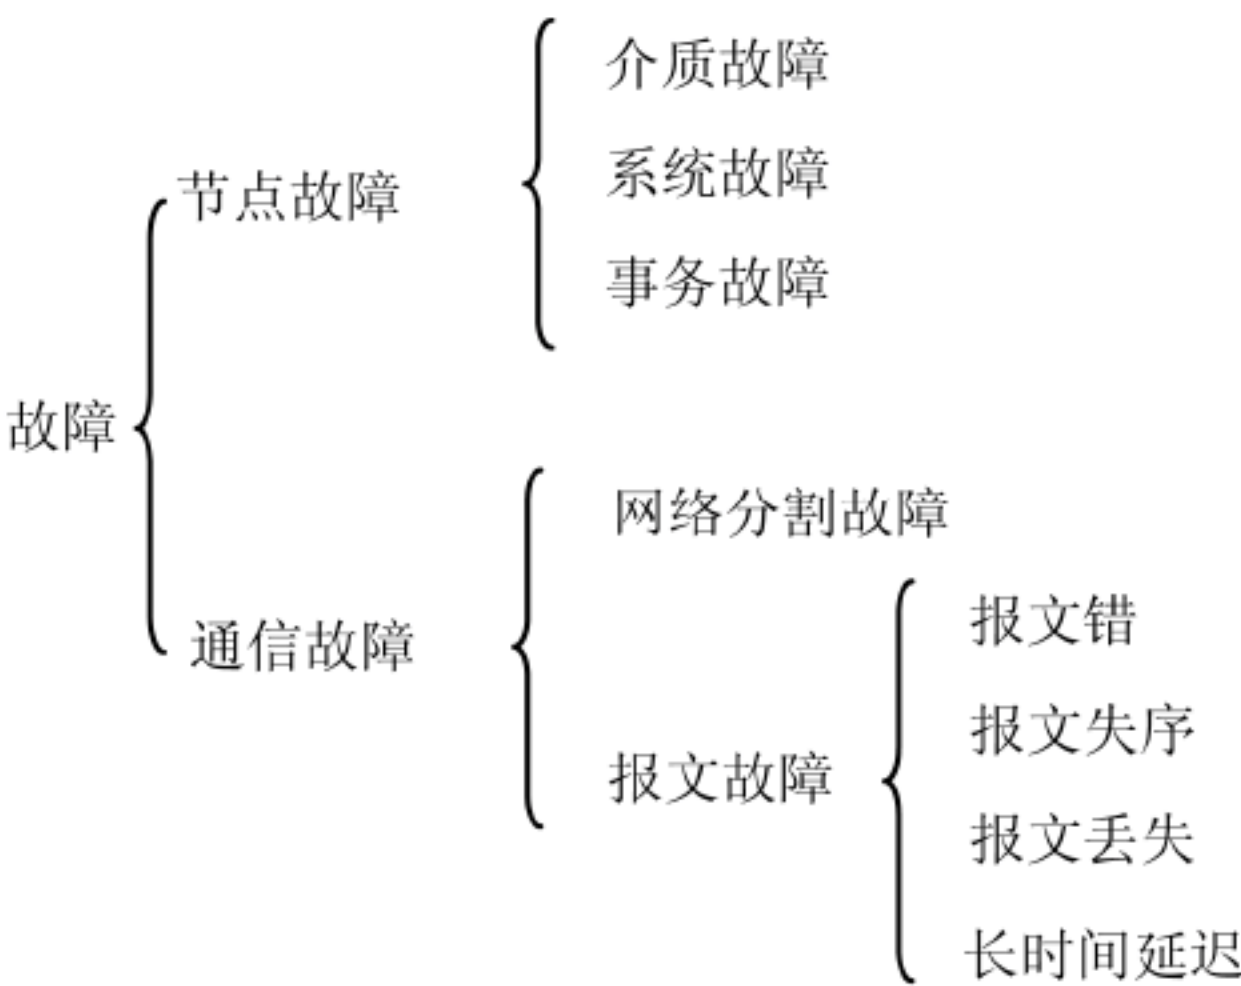 介质故障
系统故障
节点故障
事务故障
故障
网络分割故障
报文错
通信故障
报文失序
报文故障
报文丢失
长时间延迟